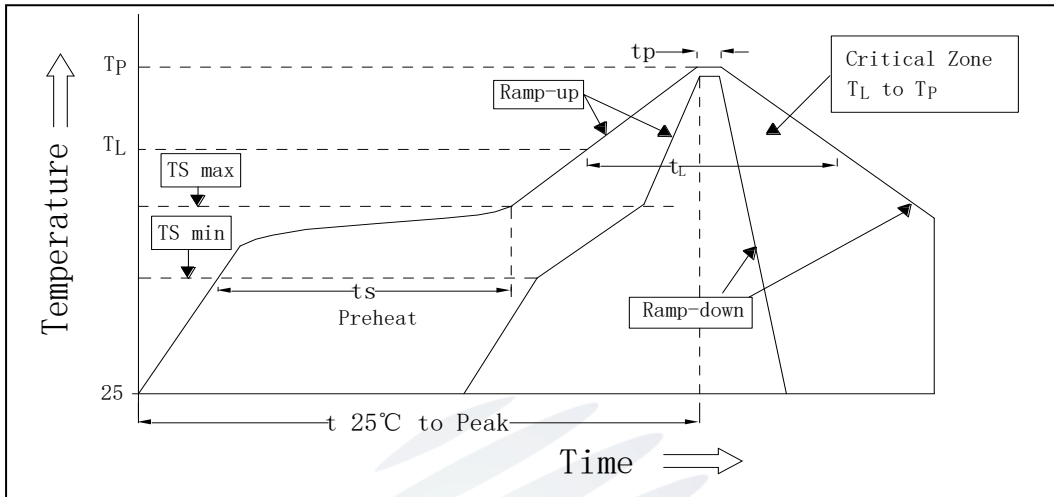 tp
Critical Zone
TL to TP
TP
Ramp-up
TL
tL
TS max
TS min
ts
Preheat
Ramp-down
25
t 25℃ to Peak
Temperature
Time